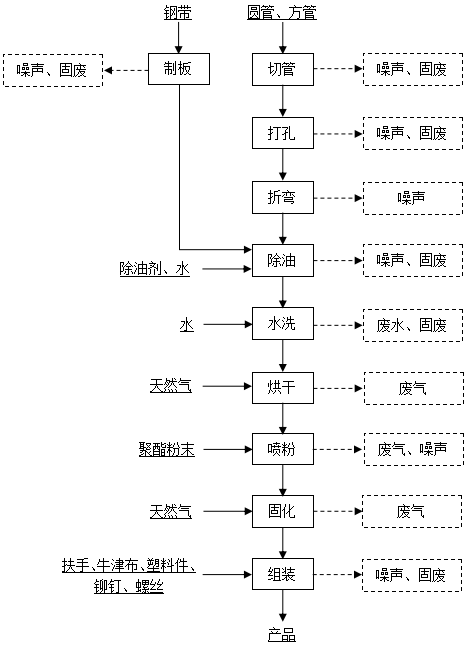 钢带
圆管、方管
噪声、固废
制板
切管
噪声、固废
打孔
噪声、固废
折弯
噪声
除油剂、水
除油
噪声、固废
水
水洗
废水、固废
天然气
烘干
废气
聚酯粉末
喷粉
废气、噪声
天然气
固化
废气
扶手、牛津布、塑料件、
铆钉、螺丝
组装
噪声、固废
产品